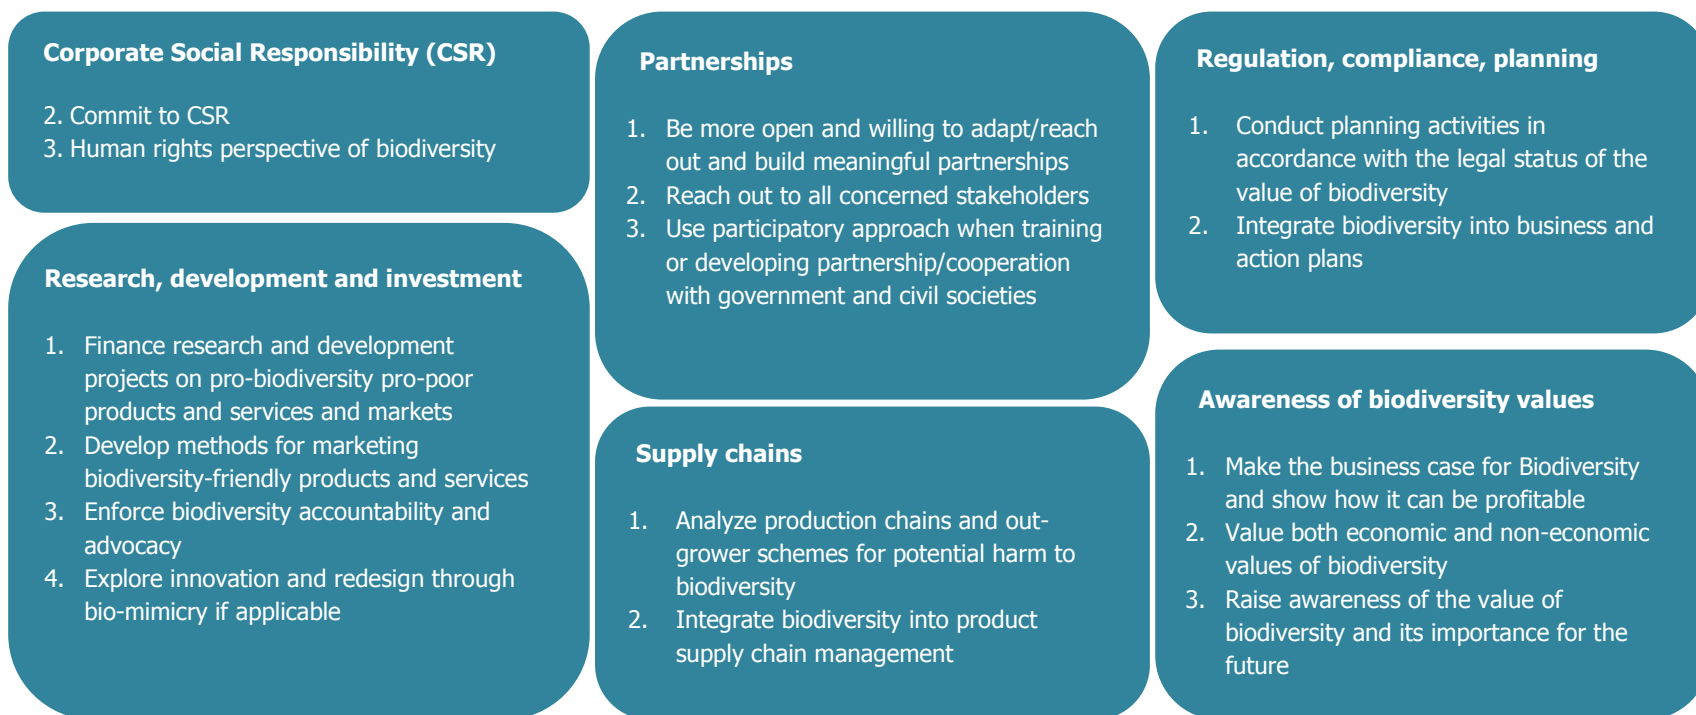 Corporate Social Responsibility (CSR)
2. Commit to CSR
3. Human rights perspective of biodiversity
Research, development and investment
1. Finance research and development
projects on pro-biodiversity pro-poor
products and services and markets
2. Develop methods for marketing
biodiversity-friendly products and services
3. Enforce biodiversity accountability and
advocacy
4. Explore innovation and redesign through
bio-mimicry if applicable
Partnerships
1. Be more open and willing to adapt/reach
out and build meaningful partnerships
2. Reach out to all concerned stakeholders
3. Use participatory approach when training
or developing partnership/cooperation
with government and civil societies
Supply chains
1. Analyze production chains and out-
grower schemes for potential harm to
biodiversity
2. Integrate biodiversity into product
supply chain management
Regulation, compliance, planning
1. Conduct planning activities in
accordance with the legal status of the
value of biodiversity
2. Integrate biodiversity into business and
action plans
Awareness of biodiversity values
1. Make the business case for Biodiversity
and show how it can be profitable
2. Value both economic and non-economic
values of biodiversity
3. Raise awareness of the value of
biodiversity and its importance for the
future